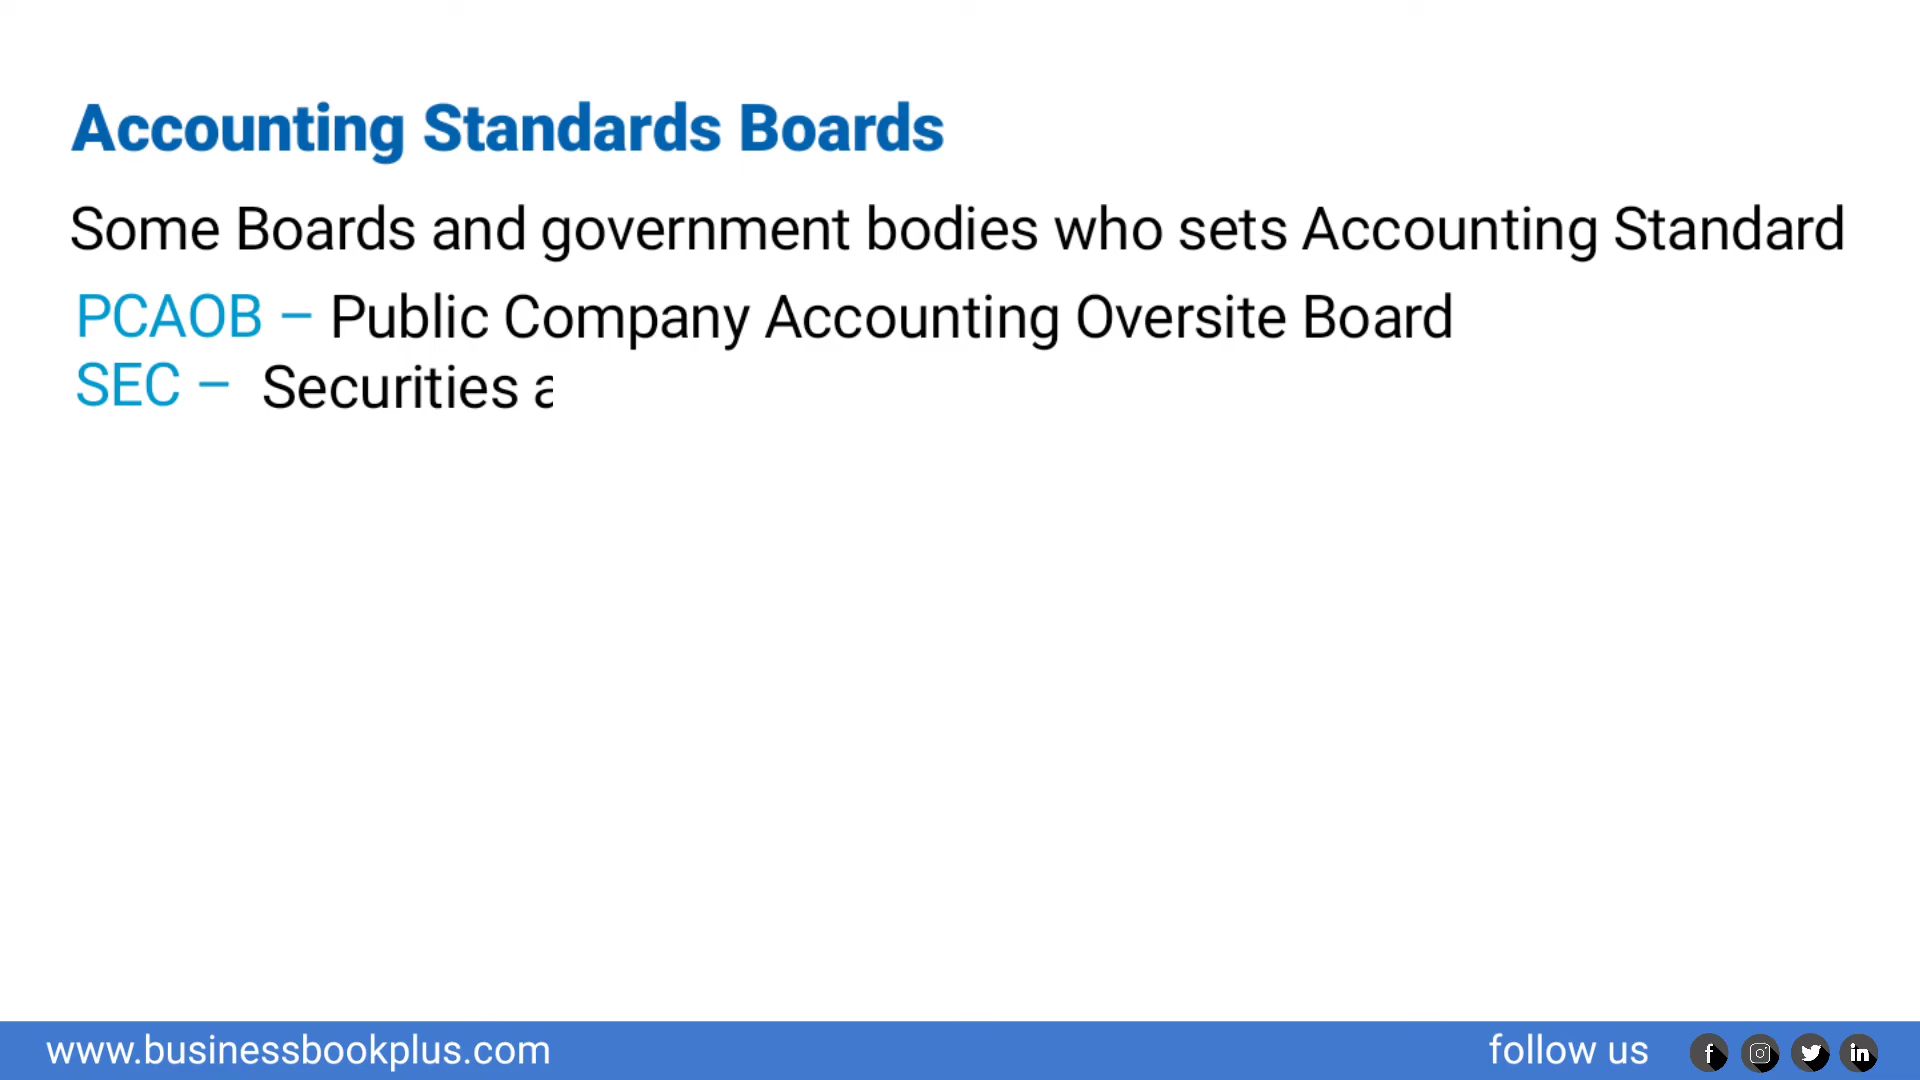 Accounting Standards Boards
Some Boards and government bodies who sets Accounting Standard
PCAOB – Public Company Accounting Oversite Board
SEC – Securities a
www.businessbookplus.com
follow us